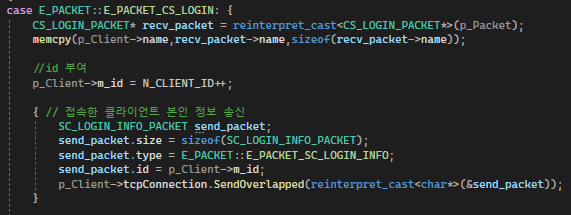 case E_PACKET::E_PACKET_CS_LOGIN: {
CS_LOGIN_PACKET* recv_packet = reinterpret_cast<CS_LOGIN_PACKET*>(p_Packet);
memcpy(p_Client->name,recv_packet->name,sizeof(recv_packet->name));
//id 부여
p_Client->m_id = N_CLIENT_ID++;
{ // 접속한 클라이언트 본인 정보 송신
SC_LOGIN_INFO_PACKET send_packet;
send_packet.size = sizeof(SC_LOGIN_INFO_PACKET);
send_packet.type = E_PACKET::E_PACKET_SC_LOGIN_INFO;
send_packet.id = p_Client->m_id;
p_Client->tcpConnection.SendOverlapped(reinterpret_cast<char*>(&send_packet));
}